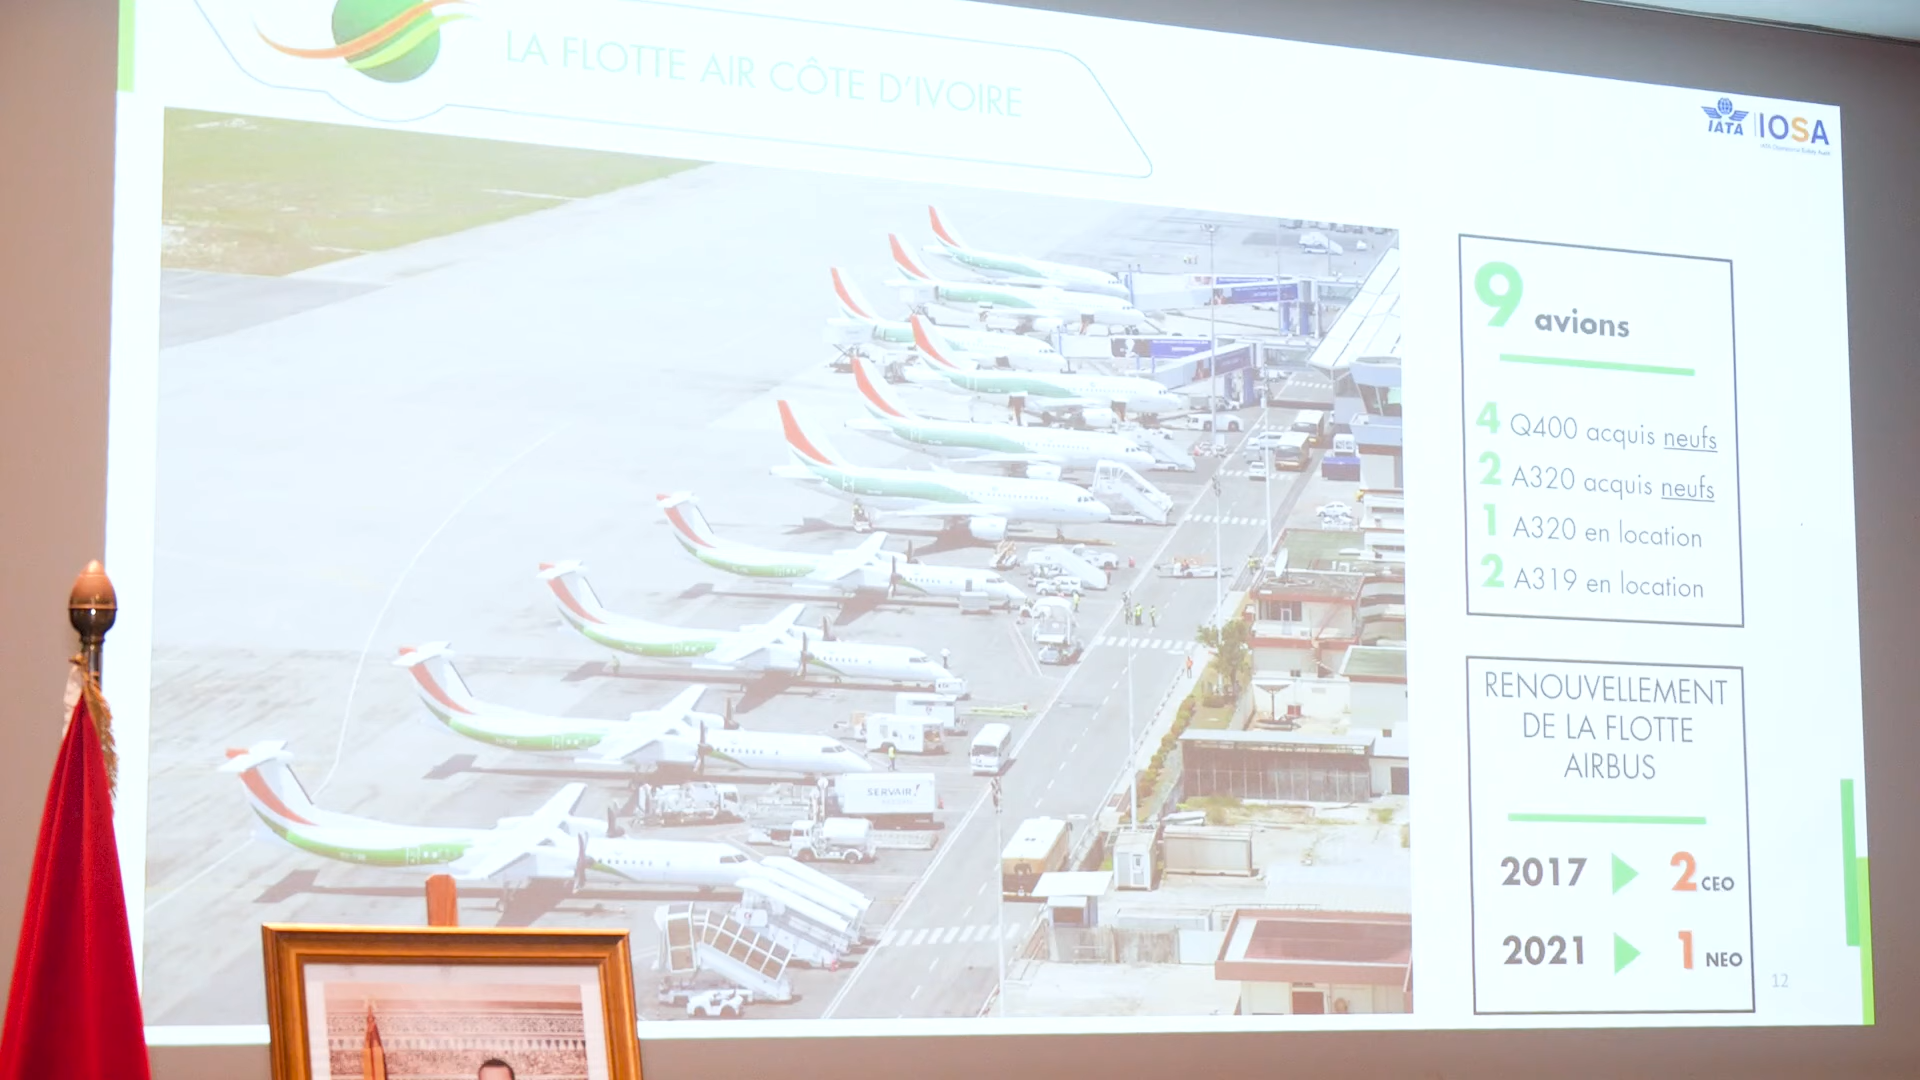 LA FLOTTE AIR CÔTE D'IVOIRE
IATA IOSA
9 avions
4 Q400 acquis neufs
2 A320 acquis neufs
1 A320 en location
2 A319 en location
RENOUVELLEMENT
DE LA FLOTTE
AIRBUS
2017 2 CEO
2021 1 NEO
12
SERVAIR